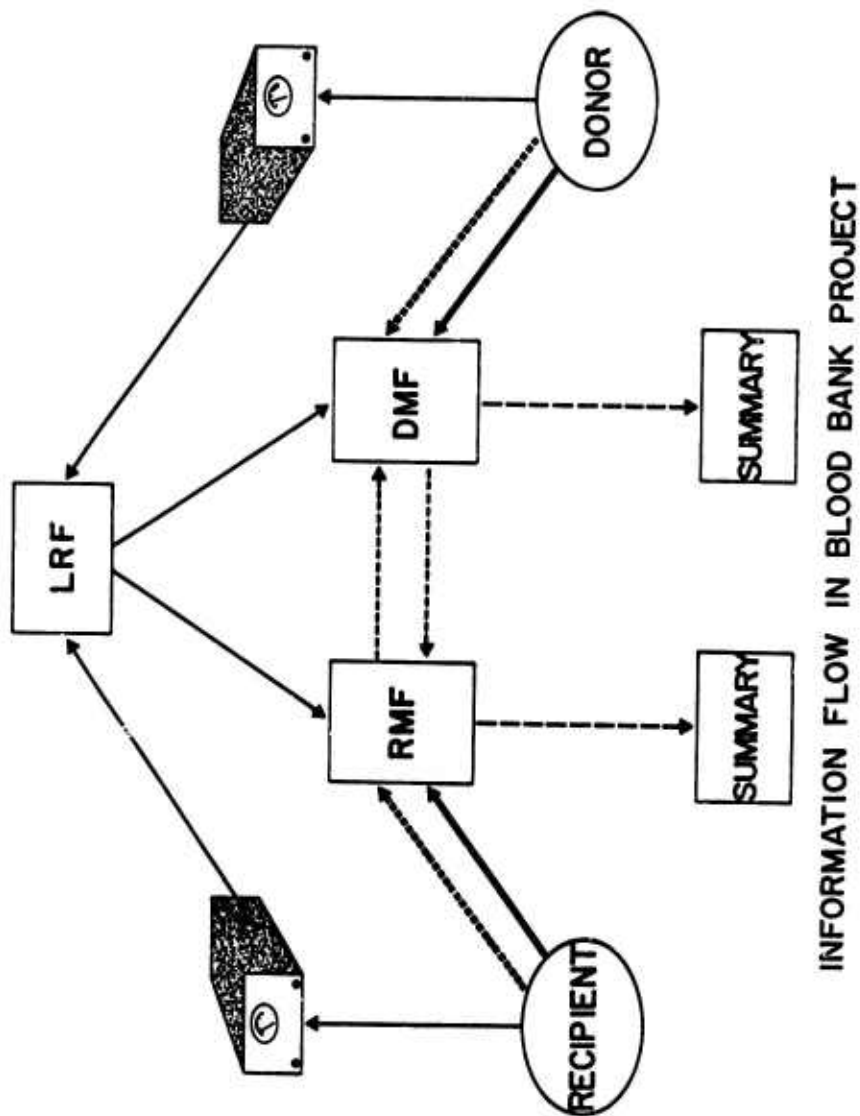 LRF
RMF
DMF
RECIPIENT
DONOR
SUMMARY
SUMMARY
INFORMATION FLOW IN BLOOD BANK PROJECT